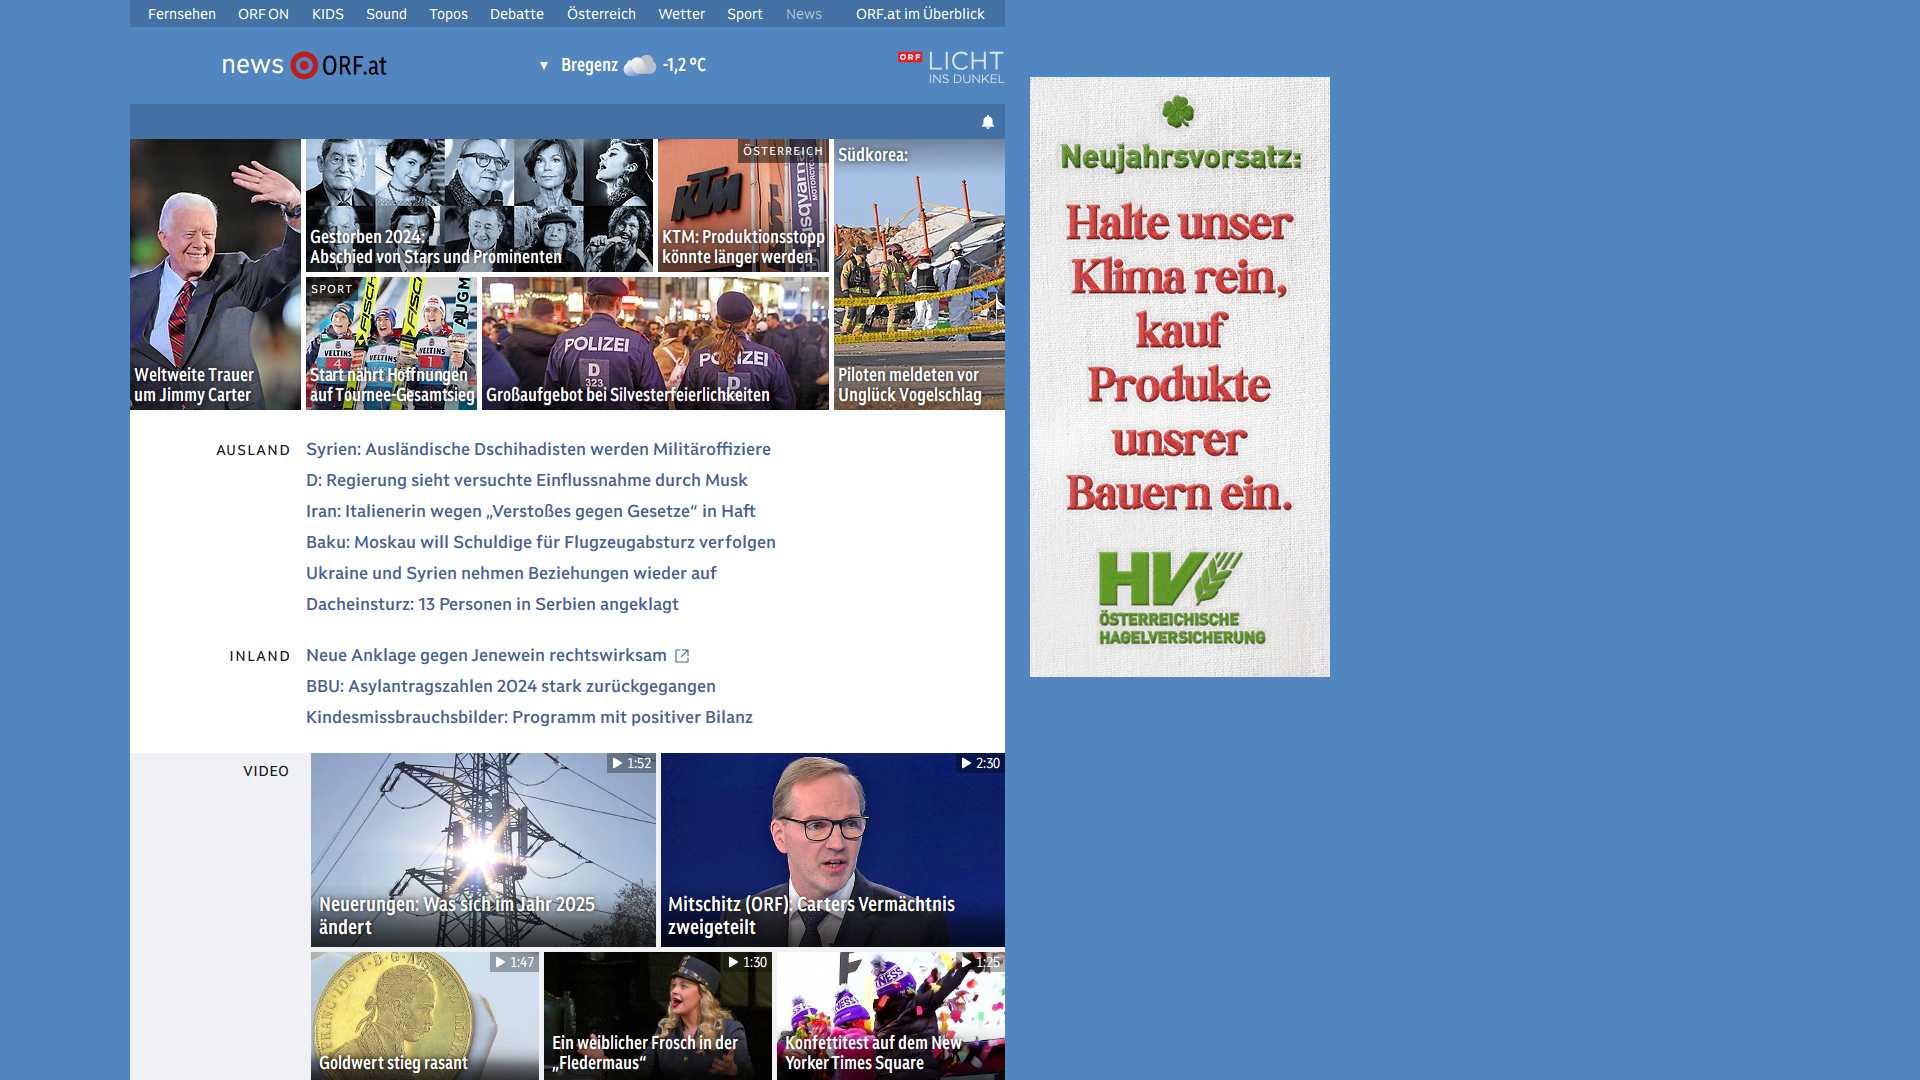 Fernsehen ORF ON KIDS Sound Topos Debatte Österreich Wetter Sport News ORF.at im Überblick
news ORF.at
▼ Bregenz -1,2 °C
ORF LICHT
INS DUNKEL
Weltweite Trauer
um Jimmy Carter
Gestorben 2024:
Abschied von Stars und Prominenten
ÖSTERREICH
KTM
KTM: Produktionsstopp
könnte länger werden
Südkorea:
Piloten meldeten vor
Unglück Vogelschlag
SPORT
Start nährt Hoffnungen
auf Tournee-Gesamtsieg
POLIZEI
POLIZEI
D
323
D
Großaufgebot bei Silvesterfeierlichkeiten
AUSLAND
Syrien: Ausländische Dschihadisten werden Militäroffiziere
D: Regierung sieht versuchte Einflussnahme durch Musk
Iran: Italienerin wegen „Verstoßes gegen Gesetze“ in Haft
Baku: Moskau will Schuldige für Flugzeugabsturz verfolgen
Ukraine und Syrien nehmen Beziehungen wieder auf
Dacheinsturz: 13 Personen in Serbien angeklagt
INLAND
Neue Anklage gegen Jenewein rechtswirksam
BBU: Asylantragszahlen 2024 stark zurückgegangen
Kindesmissbrauchsbilder: Programm mit positiver Bilanz
VIDEO
1:52
Neuerungen: Was sich im Jahr 2025
ändert
2:30
Mitschitz (ORF): Carters Vermächtnis
zweigeteilt
1:47
Goldwert stieg rasant
1:30
Ein weiblicher Frosch in der
„Fledermaus“
1:25
Konfettitest auf dem New
Yorker Times Square
Neujahrsvorsatz:
Halte unser
Klima rein,
kauf
Produkte
unsrer
Bauern ein.
HV
ÖSTERREICHISCHE
HAGELVERSICHERUNG